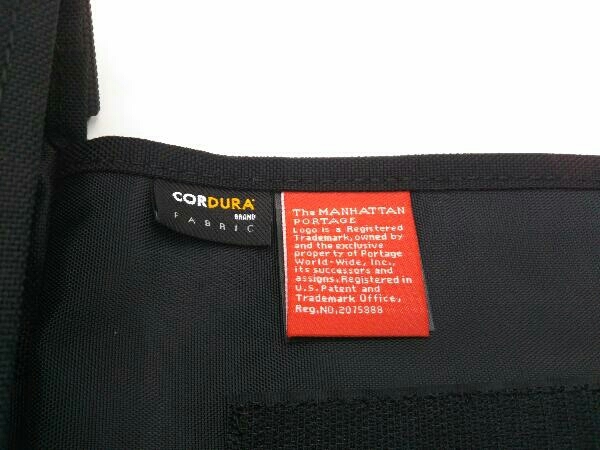 CORDURA
BRAND
FABRIC
The MANHATTAN
PORTAGE
Logo is a Registered
Trademark, owned by
and the exclusive
property of Portage
World-Wide, Inc.,
its successors and
assigns. Registered in
U.S. Patent and
Trademark Office,
Reg.NO.2075888